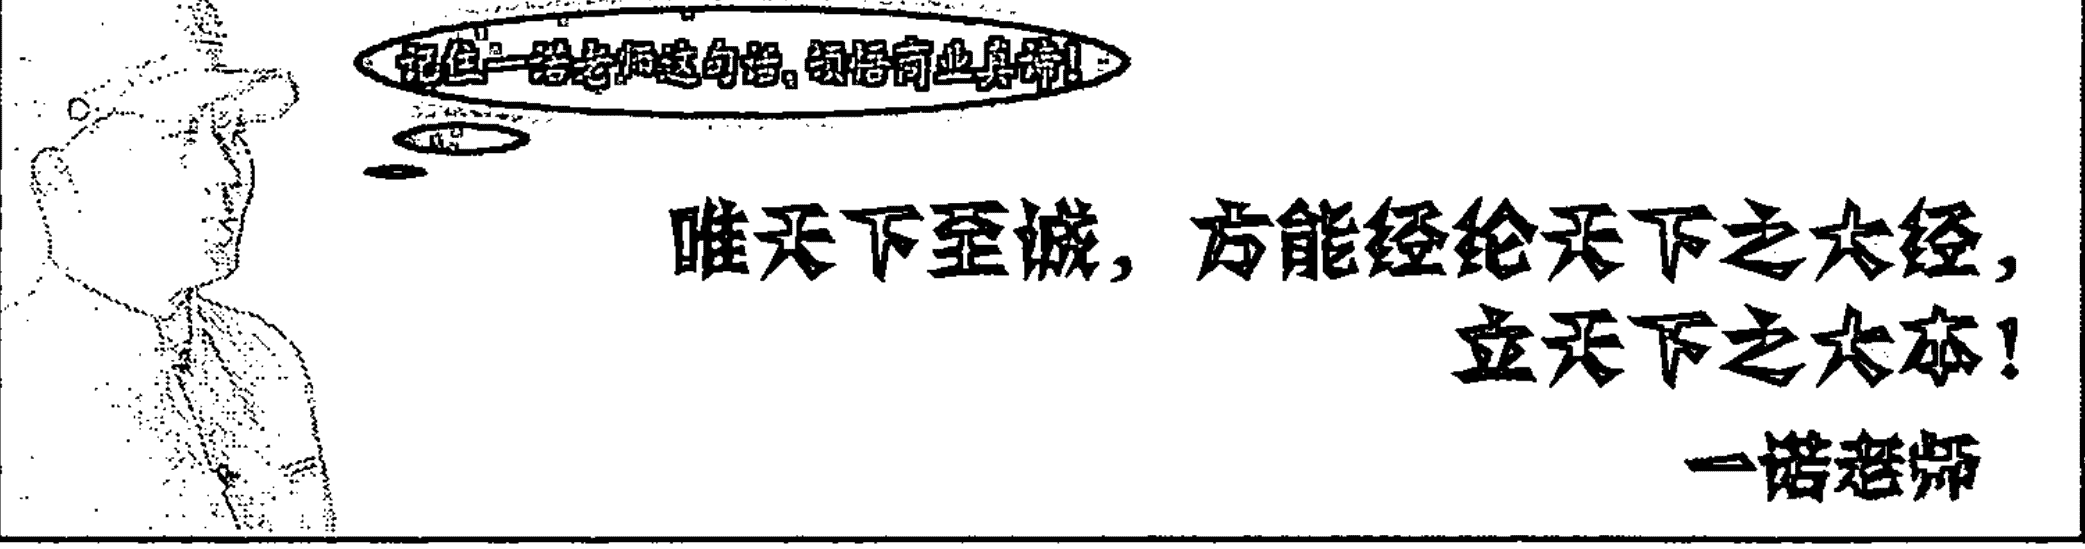 记住一诺老师这句话,领悟商业真谛!
唯天下至诚,方能经纶天下之大经,
立天下之大本!
一诺老师